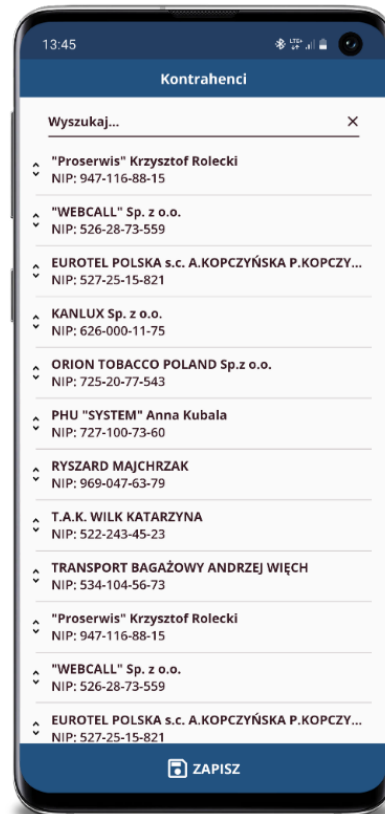 13:45
LTE+
Kontrahenci
Wyszukaj...
"Proserwis" Krzysztof Rolecki
NIP: 947-116-88-15
"WEBCALL" Sp. z o.o.
NIP: 526-28-73-559
EUROTEL POLSKA s.c. A.KOPCZYŃSKA P.KOPCZY...
NIP: 527-25-15-821
KANLUX Sp. z o.o.
NIP: 626-000-11-75
ORION TOBACCO POLAND Sp.z o.o.
NIP: 725-20-77-543
PHU "SYSTEM" Anna Kubala
NIP: 727-100-73-60
RYSZARD MAJCHRZAK
NIP: 969-047-63-79
T.A.K. WILK KATARZYNA
NIP: 522-243-45-23
TRANSPORT BAGAŻOWY ANDRZEJ WIĘCH
NIP: 534-104-56-73
"Proserwis" Krzysztof Rolecki
NIP: 947-116-88-15
"WEBCALL" Sp. z o.o.
NIP: 526-28-73-559
EUROTEL POLSKA s.c. A.KOPCZYŃSKA P.KOPCZY...
NIP: 527-25-15-821
ZAPISZ